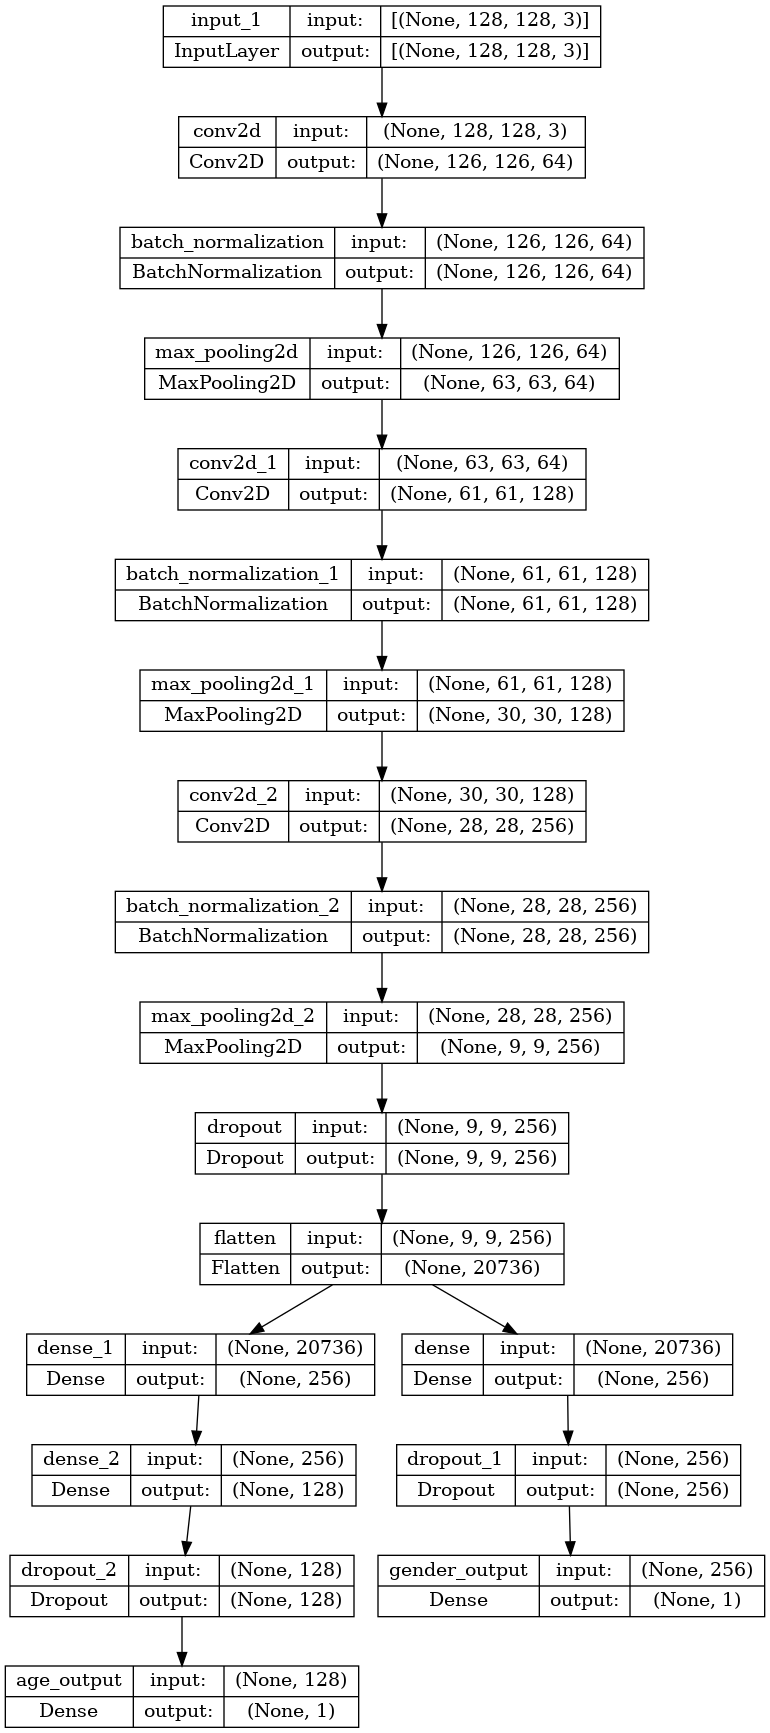 input_1 input: [(None, 128, 128, 3)]
InputLayer output: [(None, 128, 128, 3)]
conv2d input: (None, 128, 128, 3)
Conv2D output: (None, 126, 126, 64)
batch_normalization input: (None, 126, 126, 64)
BatchNormalization output: (None, 126, 126, 64)
max_pooling2d input: (None, 126, 126, 64)
MaxPooling2D output: (None, 63, 63, 64)
conv2d_1 input: (None, 63, 63, 64)
Conv2D output: (None, 61, 61, 128)
batch_normalization_1 input: (None, 61, 61, 128)
BatchNormalization output: (None, 61, 61, 128)
max_pooling2d_1 input: (None, 61, 61, 128)
MaxPooling2D output: (None, 30, 30, 128)
conv2d_2 input: (None, 30, 30, 128)
Conv2D output: (None, 28, 28, 256)
batch_normalization_2 input: (None, 28, 28, 256)
BatchNormalization output: (None, 28, 28, 256)
max_pooling2d_2 input: (None, 28, 28, 256)
MaxPooling2D output: (None, 9, 9, 256)
dropout input: (None, 9, 9, 256)
Dropout output: (None, 9, 9, 256)
flatten input: (None, 9, 9, 256)
Flatten output: (None, 20736)
dense_1 input: (None, 20736)
Dense output: (None, 256)
dense input: (None, 20736)
Dense output: (None, 256)
dense_2 input: (None, 256)
Dense output: (None, 128)
dropout_1 input: (None, 256)
Dropout output: (None, 256)
dropout_2 input: (None, 128)
Dropout output: (None, 128)
gender_output input: (None, 256)
Dense output: (None, 1)
age_output input: (None, 128)
Dense output: (None, 1)